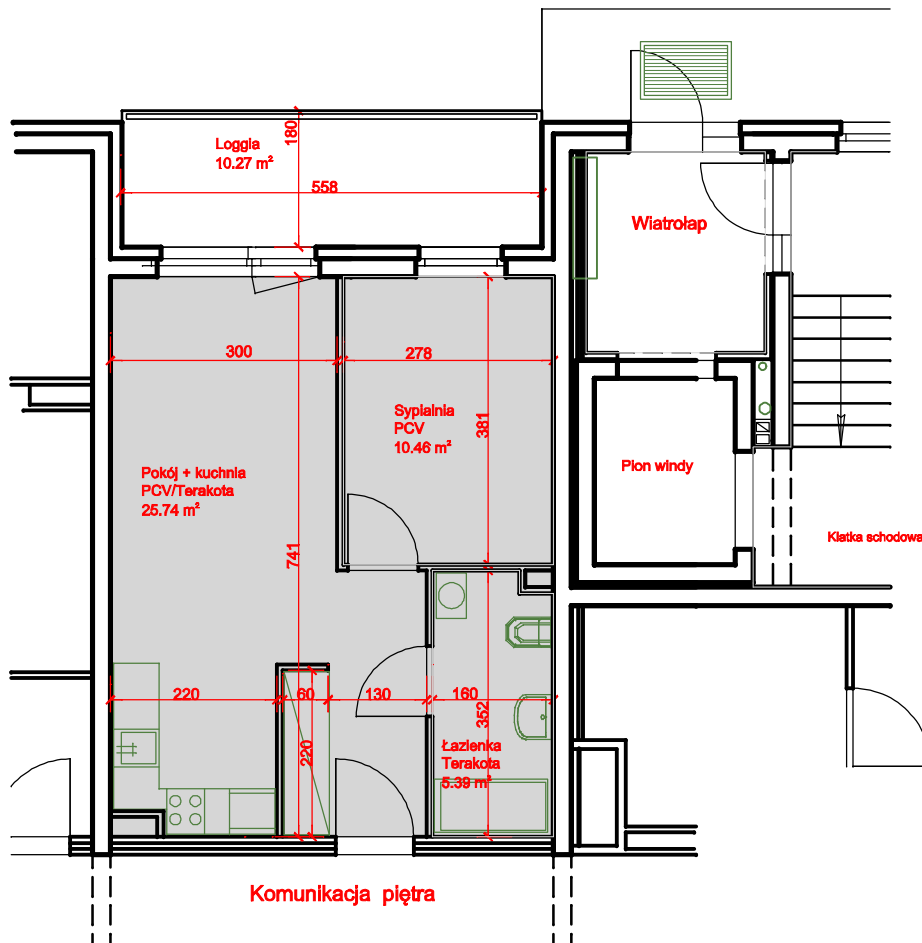 Loggia
10.27 m²
180
558
Wiatrołap
300
278
Sypialnia
PCV
10.46 m²
381
Pokój + kuchnia
PCV/Terakota
25.74 m²
Pion windy
Klatka schodowa
741
220
60
130
160
352
220
Łazienka
Terakota
5.39 m²
Komunikacja piętra